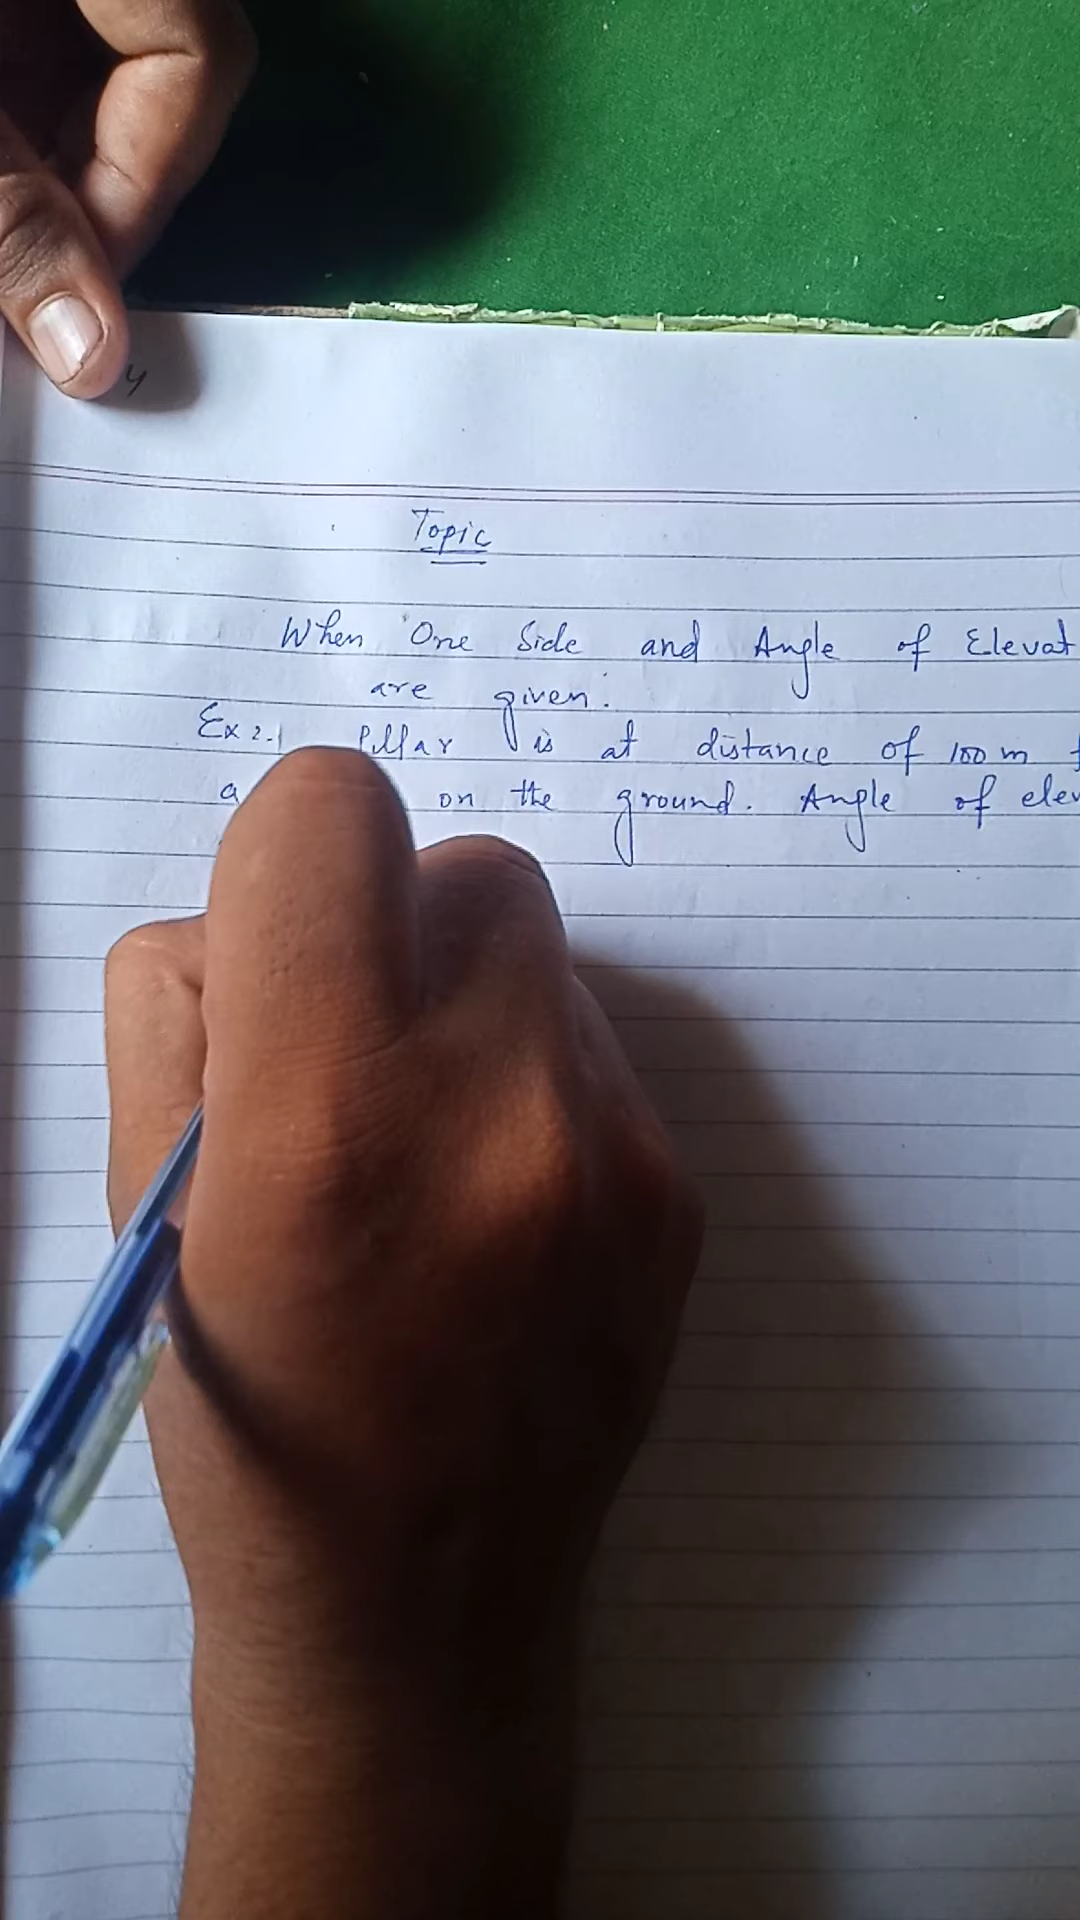 4
Topic
When One Side and Angle of Elevat
are given.
Ex 2.1 Pillar is at distance of 100 m f
a on the ground. Angle of elev